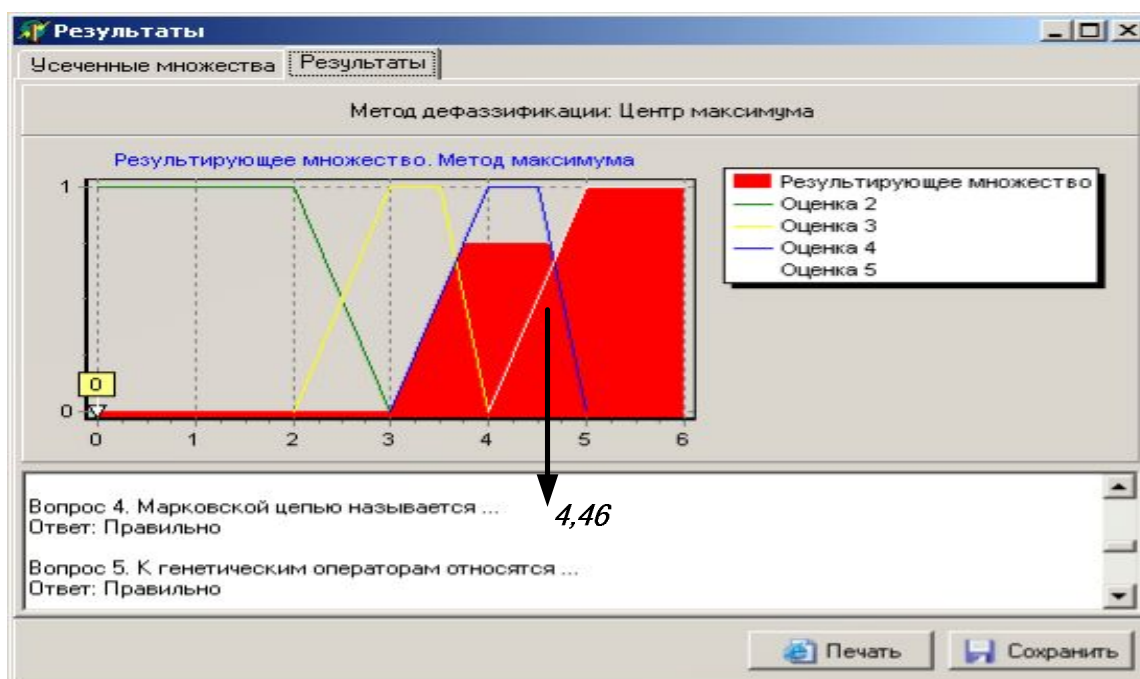 Результаты
Усеченные множества Результаты
Метод дефаззификации: Центр максимума
Результирующее множество. Метод максимума
1
0
0
0 1 2 3 4 5 6
Результирующее множество
Оценка 2
Оценка 3
Оценка 4
Оценка 5
Вопрос 4. Марковской цепью называется ...
Ответ: Правильно
4,46
Вопрос 5. К генетическим операторам относятся ...
Ответ: Правильно
Печать Сохранить